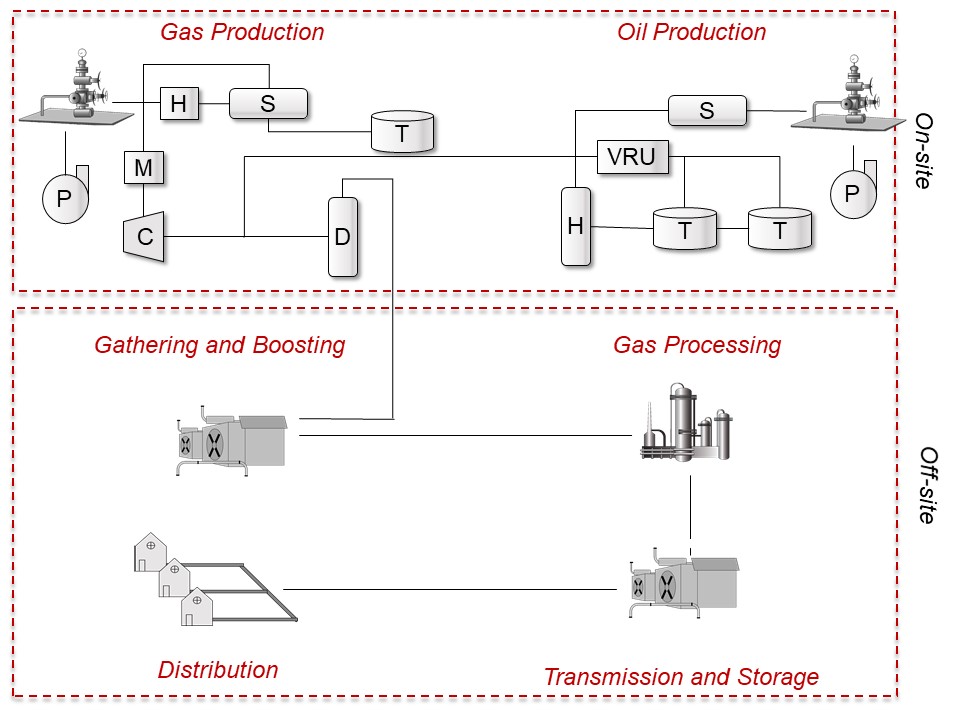 Gas Production
Oil Production
H
S
S
T
On-site
M
VRU
P
P
C
D
H
T
T
Gathering and Boosting
Gas Processing
Off-site
Distribution
Transmission and Storage